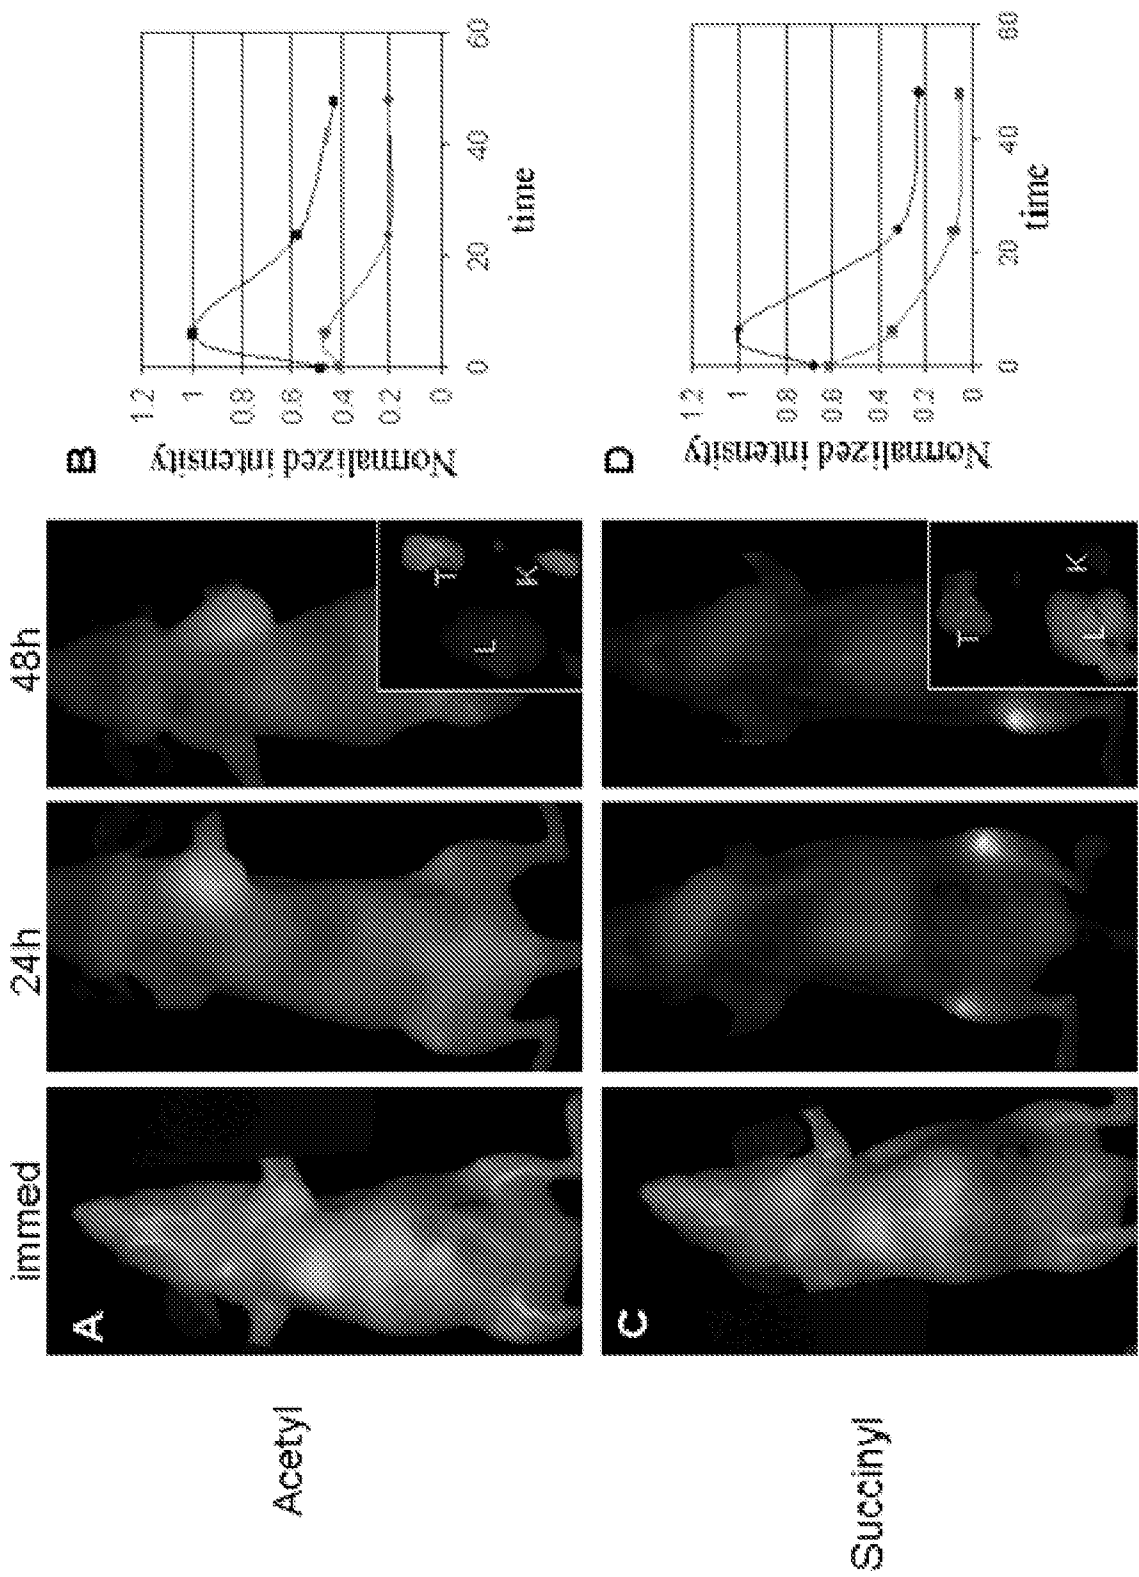 immed 24h 48h
Acetyl
A
T
L
K
B
Normalized intensity
1.2
1
0.8
0.6
0.4
0.2
0
0 20 40 60
time
Succinyl
C
T
L
K
D
Normalized intensity
1.2
1
0.8
0.6
0.4
0.2
0
0 20 40 60
time